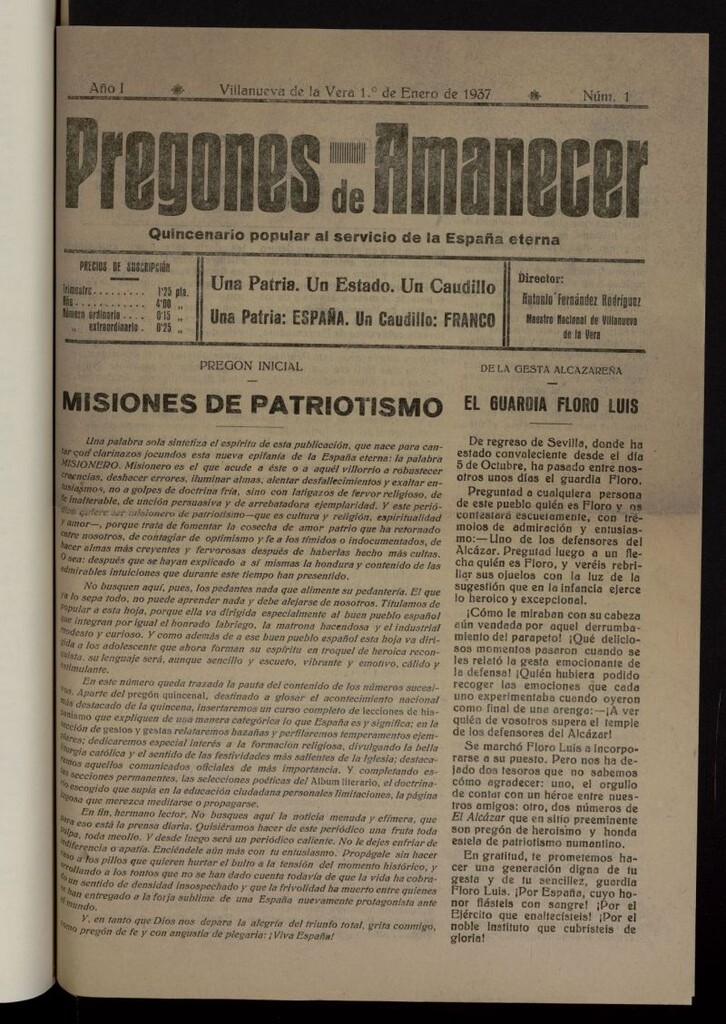 Año I Villanueva de la Vera 1.º de Enero de 1937 Núm. 1
Pregones de Amanecer
Quincenario popular al servicio de la España eterna
PRECIOS DE SUSCRIPCIÓN
Trimestre......... 1'25 pta.
Año............ 4'00 „
Número ordinario.... 0'15 „
„ extraordinario. 0'25 „
Una Patria. Un Estado. Un Caudillo
Una Patria: ESPAÑA. Un Caudillo: FRANCO
Director:
Antonio Fernández Rodríguez
Maestro Nacional de Villanueva
de la Vera
PREGON INICIAL
MISIONES DE PATRIOTISMO
Una palabra sola sintetiza el espíritu de esta publicación, que nace para can-
tar con clarinazos jocundos esta nueva epifanía de la España eterna: la palabra
MISIONERO. Misionero es el que acude a éste o a aquél villorrio a robustecer
creencias, deshacer errores, iluminar almas, alentar desfallecimientos y exaltar en-
tusiasmos, no a golpes de doctrina fría, sino con latigazos de fervor religioso, de
fe inalterable, de unción persuasiva y de arrebatadora ejemplaridad. Y este perió-
dico quiere ser misionero de patriotismo—que es cultura y religión, espiritualidad
y amor—, porque trata de fomentar la cosecha de amor patrio que ha retornado
entre nosotros, de contagiar de optimismo y fe a los tímidos o indocumentados, de
hacer almas más creyentes y fervorosas después de haberlas hecho más cultas.
O sea: después que se hayan explicado a sí mismas la hondura y contenido de las
admirables intuiciones que durante este tiempo han presentido.
No busquen aquí, pues, los pedantes nada que alimente su pedantería. El que
ya lo sepa todo, no puede aprender nada y debe alejarse de nosotros. Titulamos de
popular a esta hoja, porque ella va dirigida especialmente al buen pueblo español
que integran por igual el honrado labriego, la matrona hacendosa y el industrial
modesto y curioso. Y como además de a ese buen pueblo español esta hoja va diri-
gida a los adolescente que ahora forman su espíritu en troquel de heroica recon-
quista, su lenguaje será, aunque sencillo y escueto, vibrante y emotivo, cálido y
estimulante.
En este número queda trazada la pauta del contenido de los números sucesi-
vos. Aparte del pregón quincenal, destinado a glosar el acontecimiento nacional
más destacado de la quincena, insertaremos un curso completo de lecciones de his-
panismo que expliquen de una manera categórica lo que España es y significa; en la
sección de gestos y gestas relataremos hazañas y perfilaremos temperamentos ejem-
plares; dedicaremos especial interés a la formacion religiosa, divulgando la bella
liturgia católica y el sentido de las festividades más salientes de la Iglesia; destaca-
remos aquellos comunicados oficiales de más importancia. Y completando es-
tas secciones permanentes, las selecciones poéticas del Album literario, el doctrina-
rio escogido que supla en la educación ciudadana personales limitaciones, la página
jugosa que merezca meditarse o propagarse.
En fin, hermano lector. No busques aquí la noticia menuda y efímera, que
para eso está la prensa diaria. Quisiéramos hacer de este periódico una fruta toda
pulpa, toda meollo. Y desde luego será un periódico caliente. No le dejes enfriar de
indiferencia o apatía. Enciéndele aún más con tu entusiasmo. Propágale sin hacer
caso a los pillos que quieren hurtar el bulto a la tensión del momento histórico, y
arrollando a los tontos que no se han dado cuenta todavía de que la vida ha cobra-
do un sentido de densidad insospechado y que la frivolidad ha muerto entre quienes
se han entregado a la forja sublime de una España nuevamente protagonista ante
el mundo.
Y, en tanto que Dios nos depara la alegría del triunfo total, grita conmigo,
como pregón de fe y con angustia de plegaria: ¡Viva España!
DE LA GESTA ALCAZAREÑA
EL GUARDIA FLORO LUIS
De regreso de Sevilla, donde ha
estado convaleciente desde el día
5 de Octubre, ha pasado entre nos-
otros unos días el guardia Floro.
Preguntad a cualquiera persona
de este pueblo quién es Floro y os
contestará escuetamente, con tré-
molos de admiración y entusias-
mo:—Uno de los defensores del
Alcázar. Preguntad luego a un fle-
cha quién es Floro, y veréis rebri-
llar sus ojuelos con la luz de la
sugestión que en la infancia ejerce
lo heroico y excepcional.
¡Cómo le miraban con su cabeza
aún vendada por aquel derrumba-
miento del parapeto! ¡Qué delicio-
sos momentos pasaron cuando se
les relató la gesta emocionante de
la defensa! ¡Quién hubiera podido
recoger las emociones que cada
uno experimentaba cuando oyeron
como final de una arenga:—¡A ver
quién de vosotros supera el temple
de los defensores del Alcázar!
Se marchó Floro Luis a incorpo-
rarse a su puesto. Pero nos ha de-
jado dos tesoros que no sabemos
cómo agradecer: uno, el orgullo
de contar con un héroe entre nues-
tros amigos: otro, dos números de
El Alcázar que en sitio preeminente
son pregón de heroismo y honda
estela de patriotismo numantino.
En gratitud, te prometemos ha-
cer una generación digna de tu
gesta y de tu sencillez, guardia
Floro Luis. ¡Por España, cuyo ho-
nor fiásteis con sangre! ¡Por el
Ejército que enaltecísteis! ¡Por el
noble Instituto que cubrísteis de
gloria!